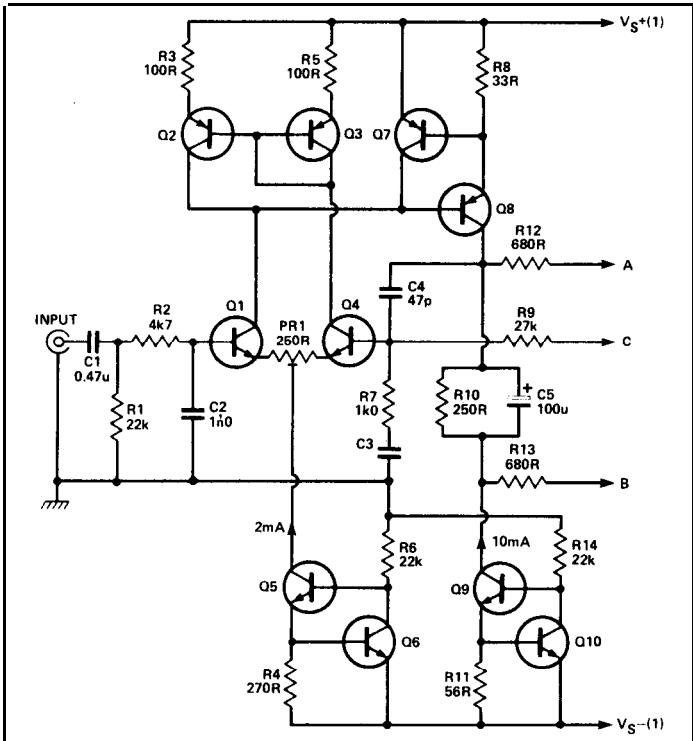 VS+(1)
R3
100R
R5
100R
R8
33R
Q2
Q3
Q7
Q8
R12
680R
A
C4
47p
INPUT
R2
4k7
Q1
PR1
250R
Q4
R9
27k
C
C1
0.47u
R1
22k
C2
1n0
R7
1k0
R10
250R
+
C5
100u
C3
R13
680R
B
2mA
R6
22k
10mA
R14
22k
Q5
Q9
Q6
Q10
R4
270R
R11
56R
VS-(1)